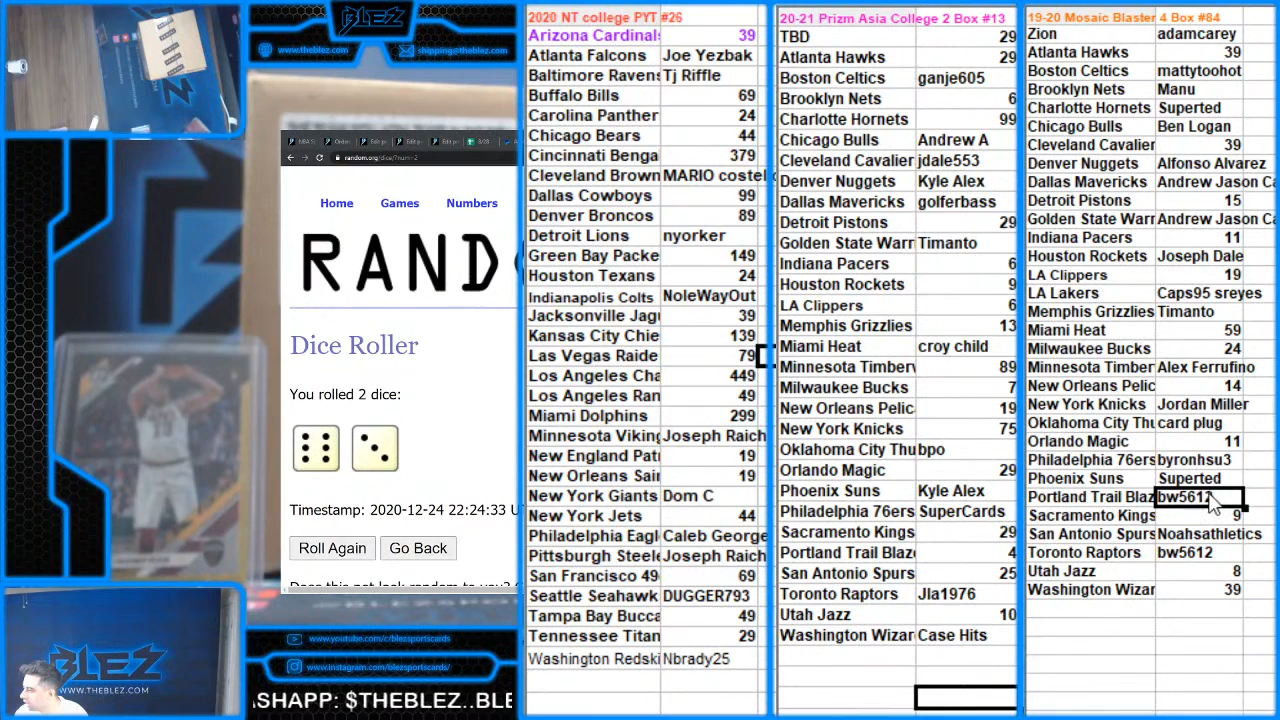 BLEZ
www.theblez.com
shipping@theblez.com
random.org/dice/?num=2
Home Games Numbers
RAND
Dice Roller
You rolled 2 dice:
Timestamp: 2020-12-24 22:24:33 U
Roll Again Go Back
www.youtube.com/c/blezsportscards
www.instagram.com/blezsportscards/
SHAPP: $THEBLEZ..BLE
BLEZ
WWW.THEBLEZ.COM
2020 NT college PYT #26
Arizona Cardinals 39
Atlanta Falcons Joe Yezbak
Baltimore Ravens Tj Riffle
Buffalo Bills 69
Carolina Panther 24
Chicago Bears 44
Cincinnati Benga 379
Cleveland Brown MARIO costel
Dallas Cowboys 99
Denver Broncos 89
Detroit Lions nyorker
Green Bay Packe 149
Houston Texans 24
Indianapolis Colts NoleWayOut
Jacksonville Jagu 39
Kansas City Chie 139
Las Vegas Raide 79
Los Angeles Cha 449
Los Angeles Ran 49
Miami Dolphins 299
Minnesota Viking Joseph Raich
New England Patr 19
New Orleans Sain 19
New York Giants Dom C
New York Jets 44
Philadelphia Eagl Caleb George
Pittsburgh Steele Joseph Raich
San Francisco 49 69
Seattle Seahawk DUGGER793
Tampa Bay Bucca 49
Tennessee Titan 29
Washington Redski Nbrady25
20-21 Prizm Asia College 2 Box #13
TBD 29
Atlanta Hawks 29
Boston Celtics ganje605
Brooklyn Nets 6
Charlotte Hornets 99
Chicago Bulls Andrew A
Cleveland Cavalier jdale553
Denver Nuggets Kyle Alex
Dallas Mavericks golferbass
Detroit Pistons 29
Golden State Warr Timanto
Indiana Pacers 6
Houston Rockets 9
LA Clippers 6
Memphis Grizzlies 13
Miami Heat croy child
Minnesota Timberv 89
Milwaukee Bucks 7
New Orleans Pelic 19
New York Knicks 75
Oklahoma City Thu bpo
Orlando Magic 29
Phoenix Suns Kyle Alex
Philadelphia 76ers SuperCards
Sacramento Kings 29
Portland Trail Blaz 4
San Antonio Spurs 25
Toronto Raptors Jla1976
Utah Jazz 10
Washington Wizar Case Hits
19-20 Mosaic Blaster 4 Box #84
Zion adamcarey
Atlanta Hawks 39
Boston Celtics mattytoohot
Brooklyn Nets Manu
Charlotte Hornets Superted
Chicago Bulls Ben Logan
Cleveland Cavalier 39
Denver Nuggets Alfonso Alvarez
Dallas Mavericks Andrew Jason Ca
Detroit Pistons 15
Golden State Warr Andrew Jason Ca
Indiana Pacers 11
Houston Rockets Joseph Dale
LA Clippers 19
LA Lakers Caps95 sreyes
Memphis Grizzlies Timanto
Miami Heat 59
Milwaukee Bucks 24
Minnesota Timber Alex Ferrufino
New Orleans Pelic 14
New York Knicks Jordan Miller
Oklahoma City Thu card plug
Orlando Magic 11
Philadelphia 76ers byronhsu3
Phoenix Suns Superted
Portland Trail Blaz bw5612
Sacramento Kings 9
San Antonio Spurs Noahsathletics
Toronto Raptors bw5612
Utah Jazz 8
Washington Wizar 39